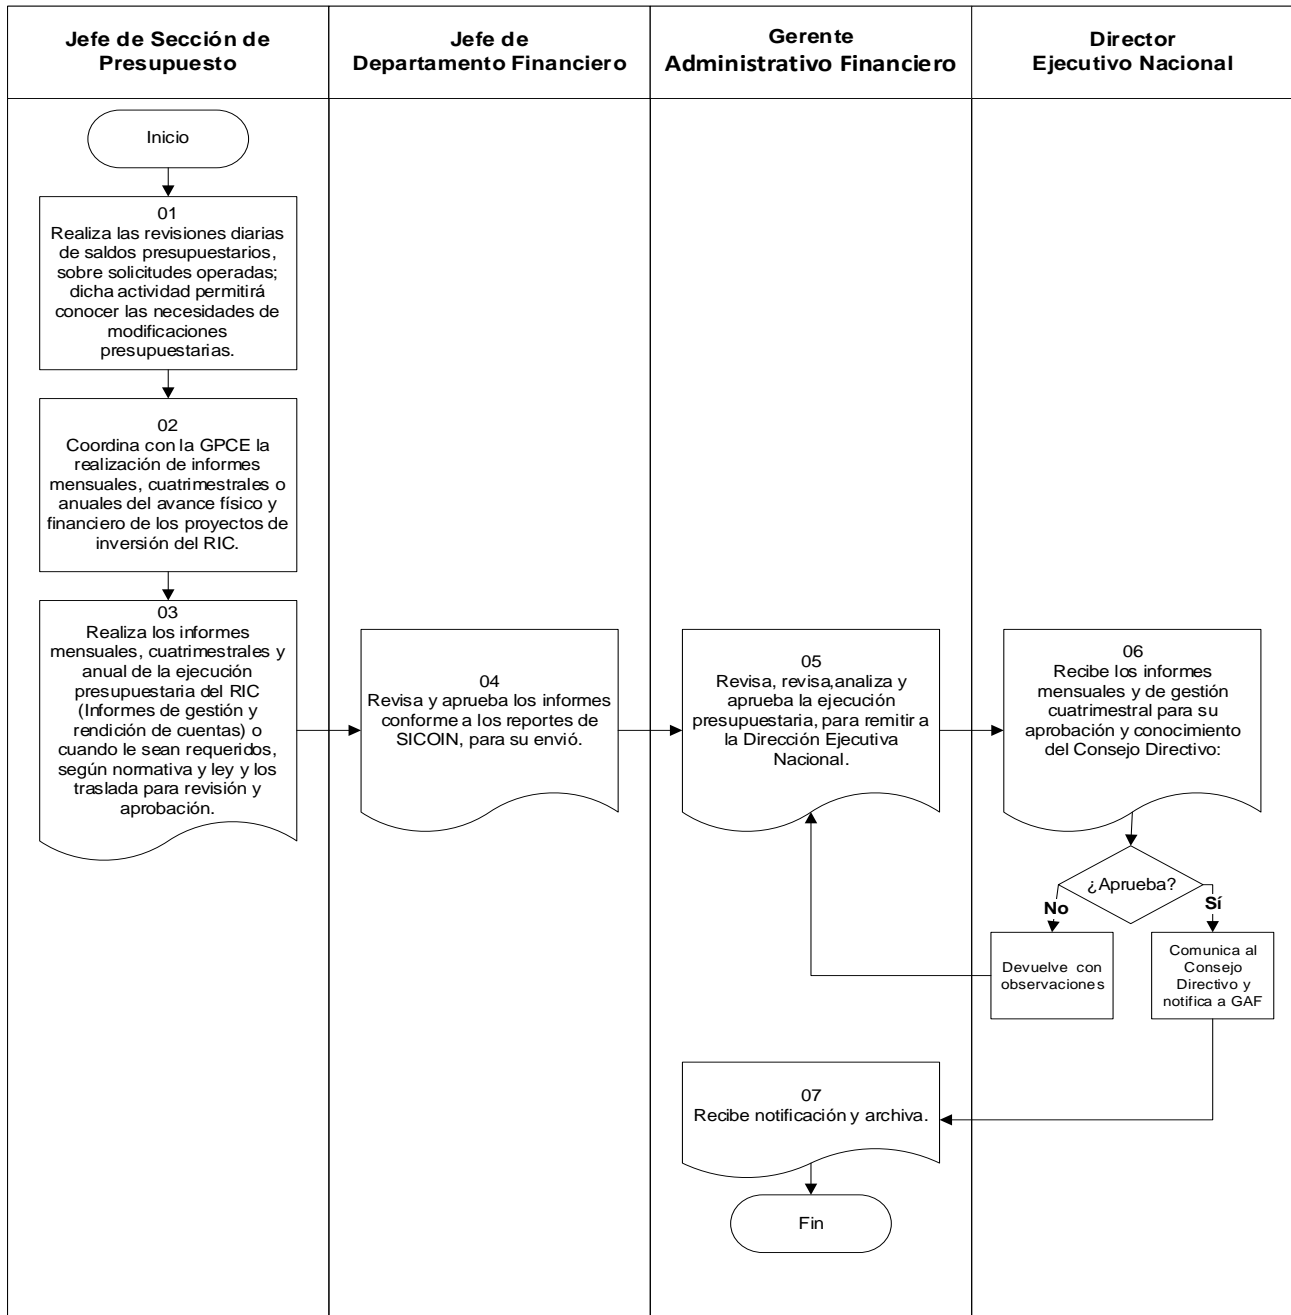 Jefe de Sección de
Presupuesto
Jefe de
Departamento Financiero
Gerente
Administrativo Financiero
Director
Ejecutivo Nacional
Inicio
01
Realiza las revisiones diarias
de saldos presupuestarios,
sobre solicitudes operadas;
dicha actividad permitirá
conocer las necesidades de
modificaciones
presupuestarias.
02
Coordina con la GPCE la
realización de informes
mensuales, cuatrimestrales o
anuales del avance físico y
financiero de los proyectos de
inversión del RIC.
03
Realiza los informes
mensuales, cuatrimestrales y
anual de la ejecución
presupuestaria del RIC
(Informes de gestión y
rendición de cuentas) o
cuando le sean requeridos,
según normativa y ley y los
traslada para revisión y
aprobación.
04
Revisa y aprueba los informes
conforme a los reportes de
SICOIN, para su envió.
05
Revisa, revisa,analiza y
aprueba la ejecución
presupuestaria, para remitir a
la Dirección Ejecutiva
Nacional.
06
Recibe los informes
mensuales y de gestión
cuatrimestral para su
aprobación y conocimiento
del Consejo Directivo:
¿Aprueba?
No
Sí
Devuelve con
observaciones
Comunica al
Consejo
Directivo y
notifica a GAF
07
Recibe notificación y archiva.
Fin